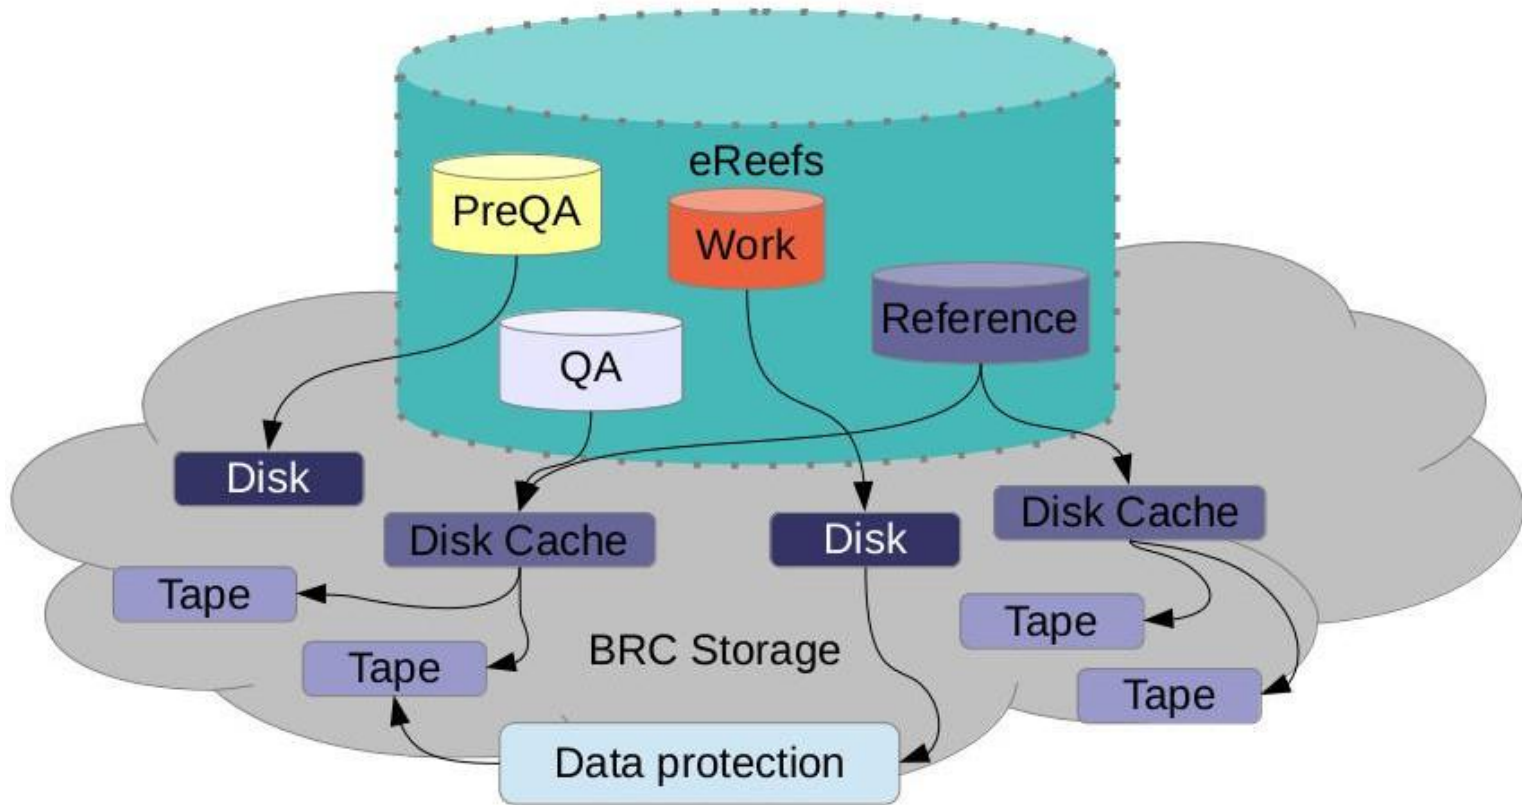 eReefs
PreQA
Work
Reference
QA
Disk
Disk Cache
Disk
Disk Cache
Tape
Tape
BRC Storage
Tape
Tape
Data protection